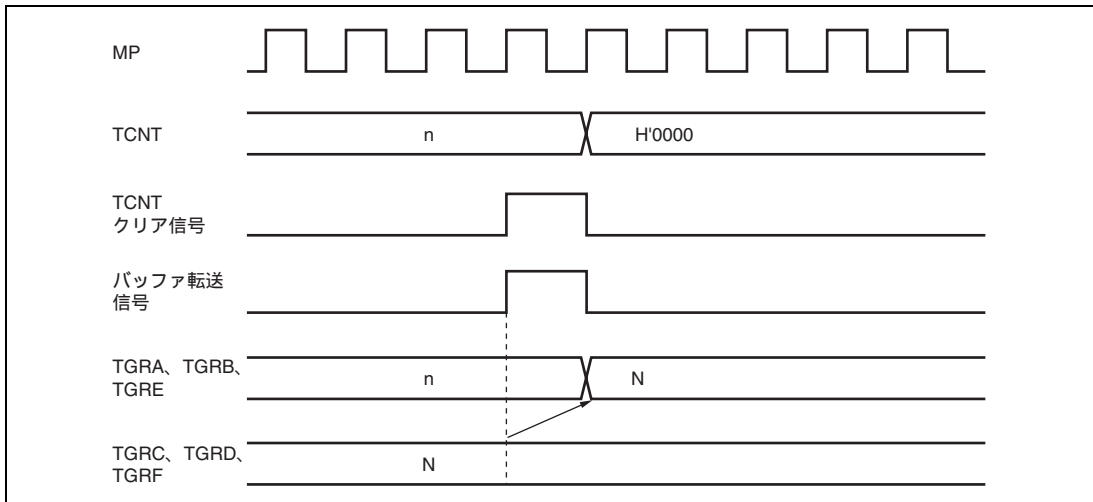 MP
TCNT
n
H'0000
TCNT
クリア信号
バッファ転送
信号
TGRA、TGRB、
TGRE
n
N
TGRC、TGRD、
TGRF
N